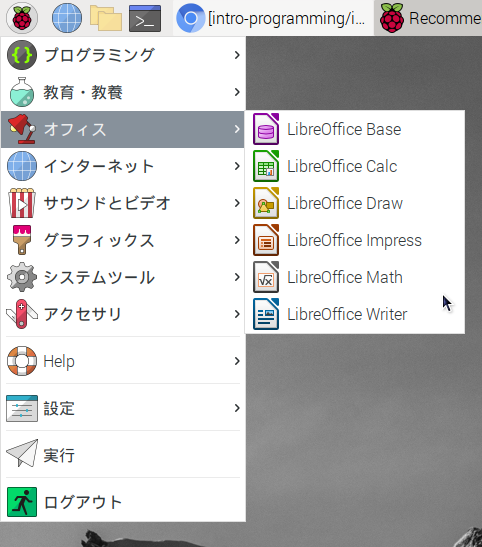 [intro-programming/i...
Recomme
プログラミング
教育・教養
オフィス
インターネット
サウンドとビデオ
グラフィックス
システムツール
アクセサリ
Help
設定
実行
ログアウト
LibreOffice Base
LibreOffice Calc
LibreOffice Draw
LibreOffice Impress
LibreOffice Math
LibreOffice Writer